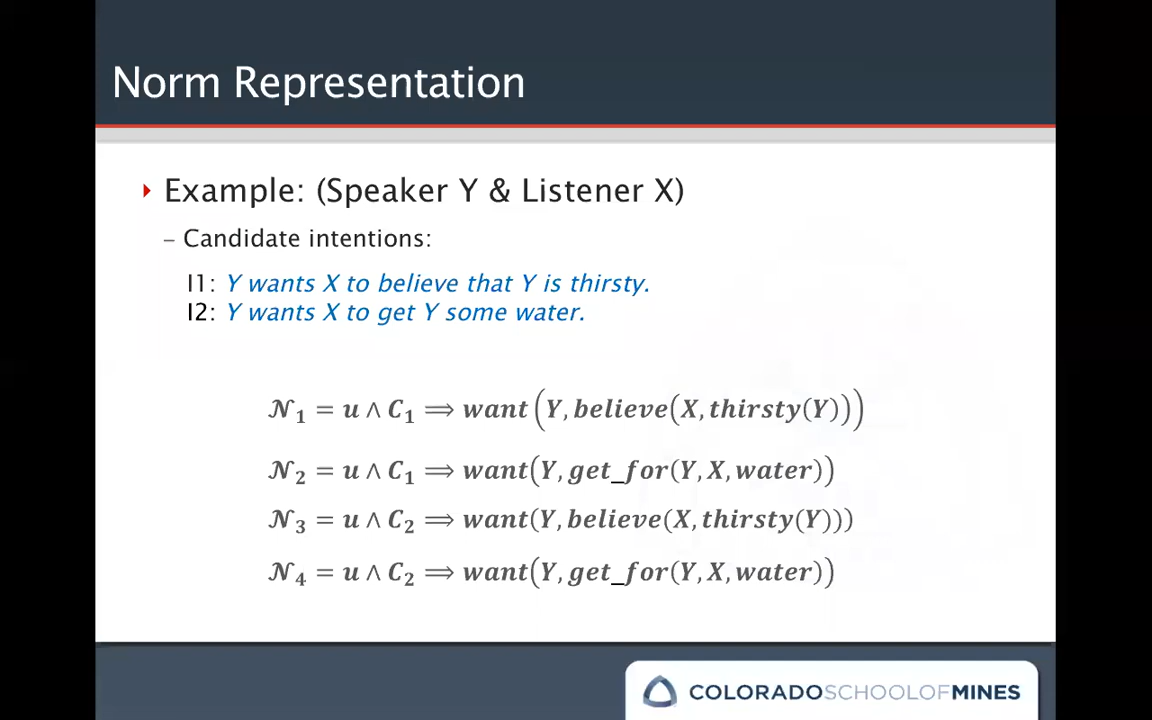 Norm Representation
Example: (Speaker Y & Listener X)
– Candidate intentions:
I1: Y wants X to believe that Y is thirsty.
I2: Y wants X to get Y some water.
𝒩₁ = u ∧ C₁ ⟹ want(Y, believe(X, thirsty(Y)))
𝒩₂ = u ∧ C₁ ⟹ want(Y, get_for(Y, X, water))
𝒩₃ = u ∧ C₂ ⟹ want(Y, believe(X, thirsty(Y)))
𝒩₄ = u ∧ C₂ ⟹ want(Y, get_for(Y, X, water))
COLORADOSCHOOLOFMINES